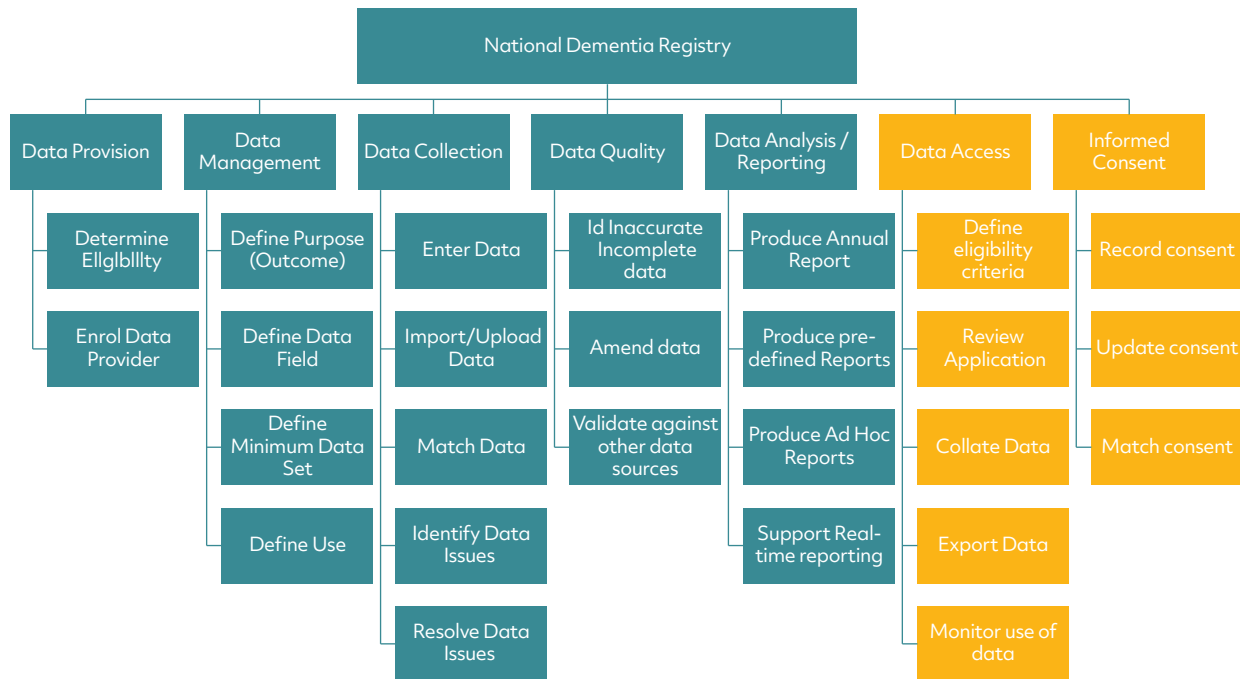 National Dementia Registry
Data Provision
Determine
Ellglblllty
Enrol Data
Provider
Data
Management
Define Purpose
(Outcome)
Define Data
Field
Define
Minimum Data
Set
Define Use
Data Collection
Enter Data
Import/Upload
Data
Match Data
Identify Data
Issues
Resolve Data
Issues
Data Quality
Id Inaccurate
Incomplete
data
Amend data
Validate against
other data
sources
Data Analysis /
Reporting
Produce Annual
Report
Produce pre-
defined Reports
Produce Ad Hoc
Reports
Support Real-
time reporting
Data Access
Define
eligibility
criteria
Review
Application
Collate Data
Export Data
Monitor use of
data
Informed
Consent
Record consent
Update consent
Match consent